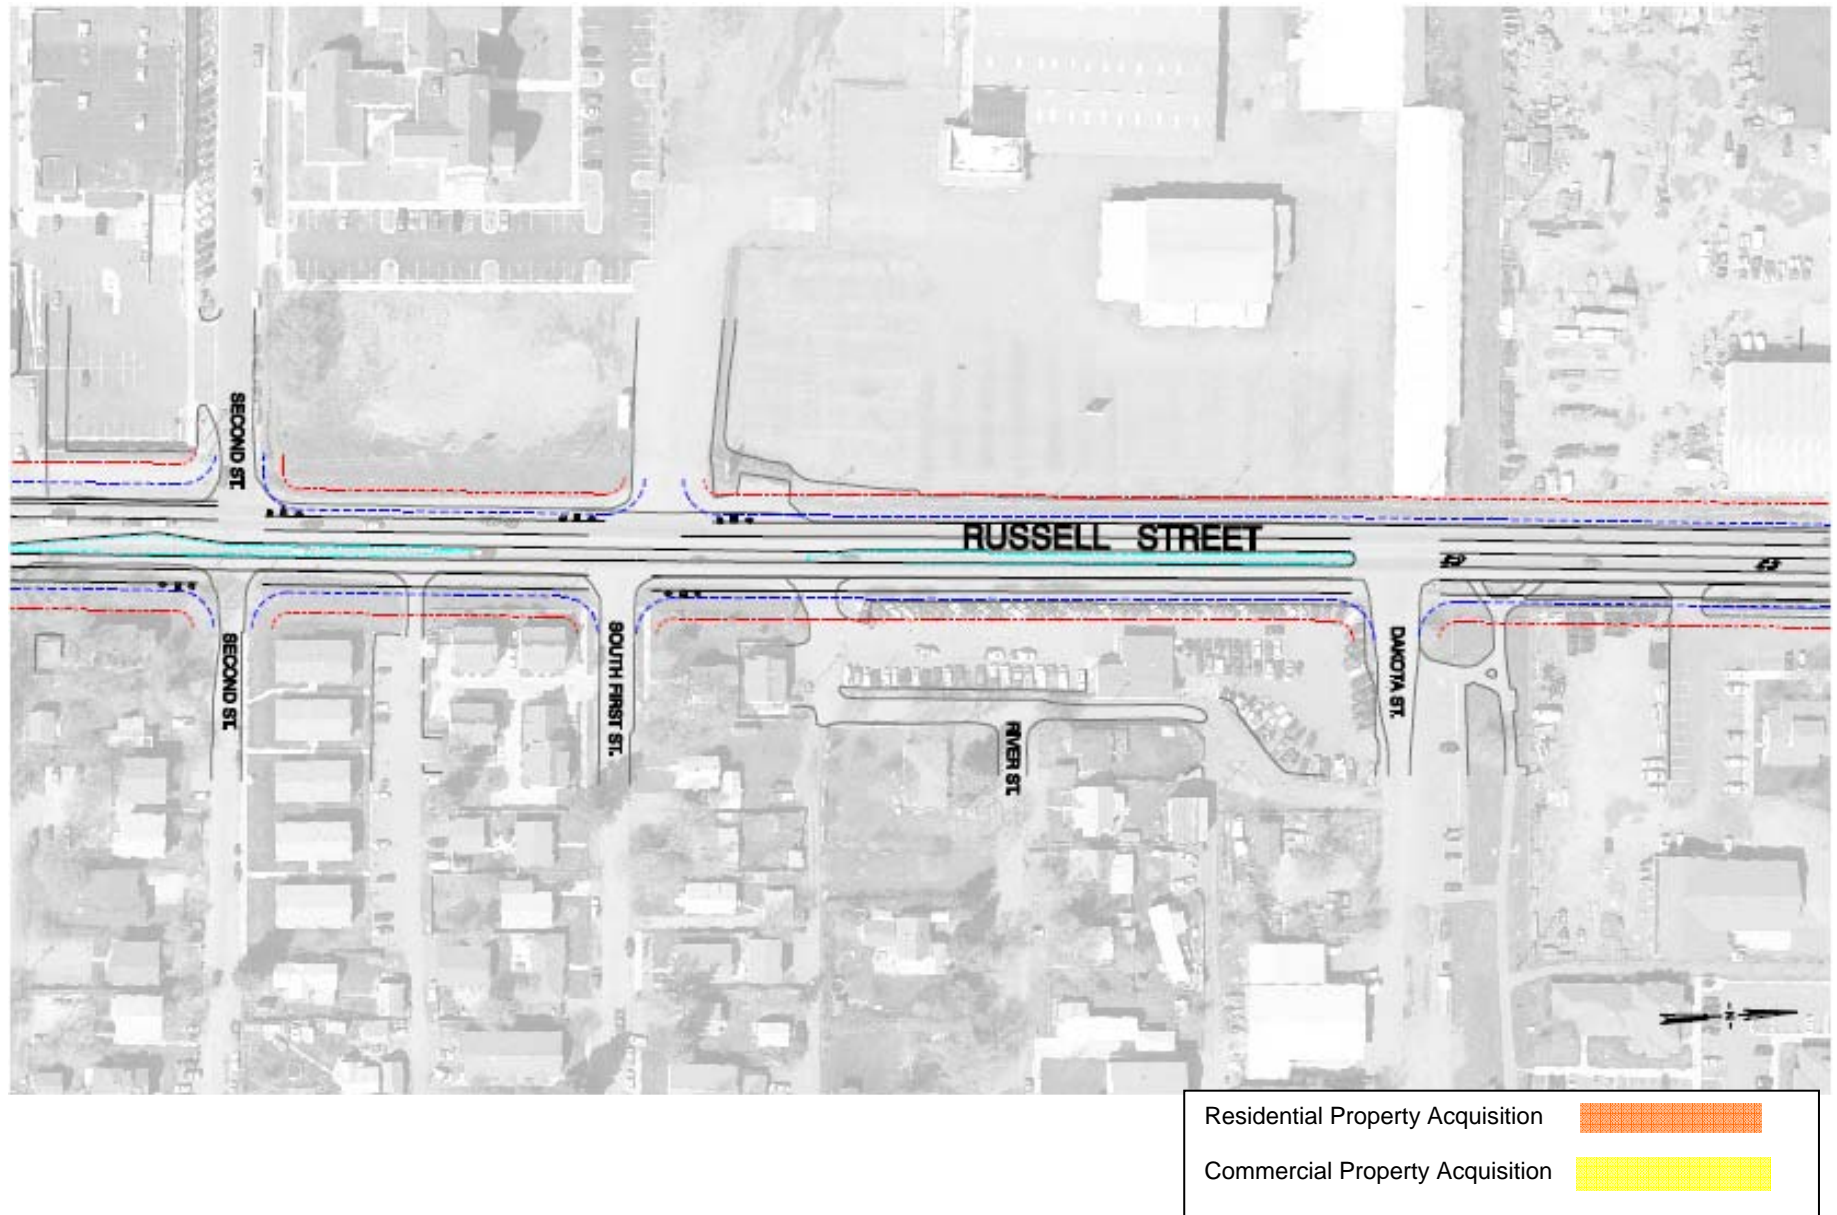 SECOND ST.
RUSSELL STREET
SECOND ST.
SOUTH FIRST ST.
RIVER ST.
DAKOTA ST.
-N-
Residential Property Acquisition
Commercial Property Acquisition